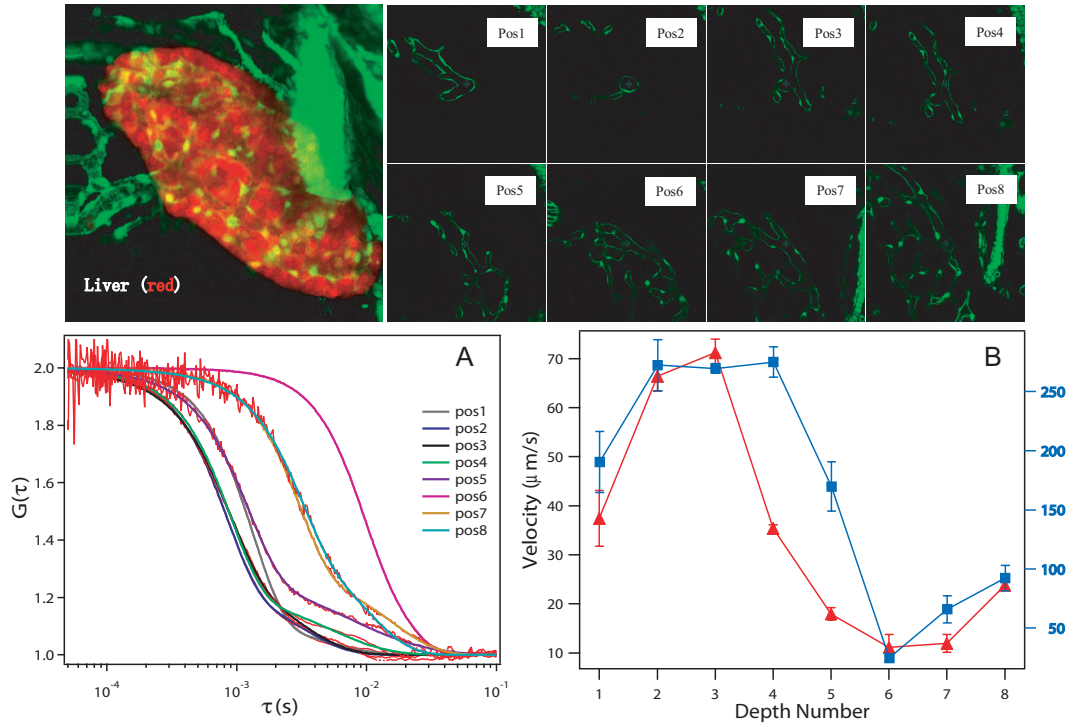 Pos1
Pos2
Pos3
Pos4
Pos5
Pos6
Pos7
Pos8
Liver (red)
A
G(τ)
2.0
1.8
1.6
1.4
1.2
1.0
pos1
pos2
pos3
pos4
pos5
pos6
pos7
pos8
10⁻⁴
10⁻³
10⁻²
10⁻¹
τ(s)
B
Velocity (μm/s)
70
60
50
40
30
20
10
250
200
150
100
50
1
2
3
4
5
6
7
8
Depth Number